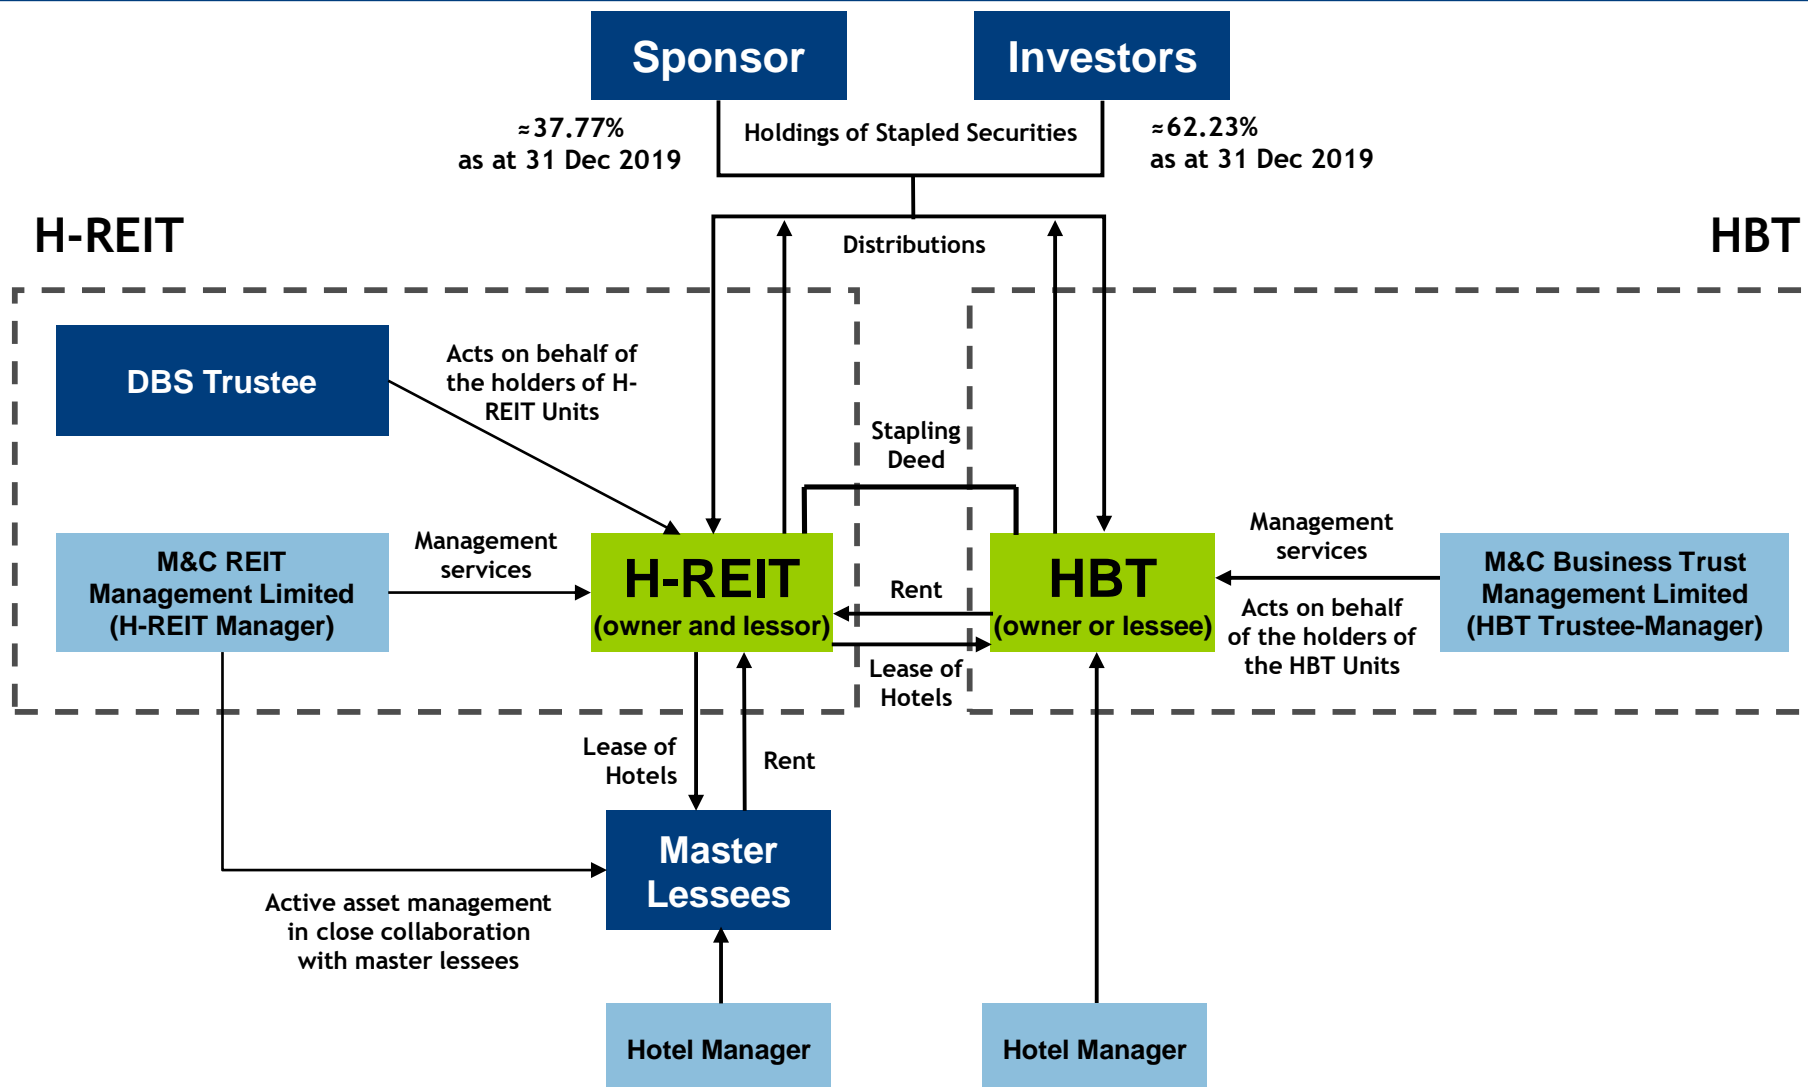 Sponsor
Investors
≈37.77%
as at 31 Dec 2019
Holdings of Stapled Securities
≈62.23%
as at 31 Dec 2019
H-REIT
HBT
Distributions
DBS Trustee
Acts on behalf of
the holders of H-
REIT Units
Stapling
Deed
M&C REIT
Management Limited
(H-REIT Manager)
Management
services
H-REIT
(owner and lessor)
Rent
Lease of
Hotels
HBT
(owner or lessee)
Management
services
Acts on behalf
of the holders of
the HBT Units
M&C Business Trust
Management Limited
(HBT Trustee-Manager)
Lease of
Hotels
Rent
Master
Lessees
Active asset management
in close collaboration
with master lessees
Hotel Manager
Hotel Manager